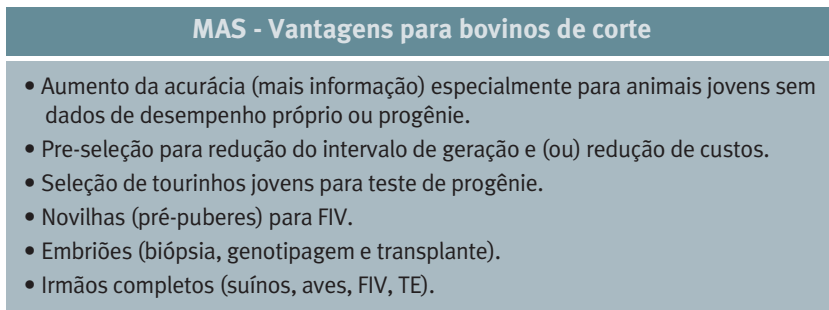 MAS - Vantagens para bovinos de corte
• Aumento da acurácia (mais informação) especialmente para animais jovens sem
dados de desempenho próprio ou progênie.
• Pre-seleção para redução do intervalo de geração e (ou) redução de custos.
• Seleção de tourinhos jovens para teste de progênie.
• Novilhas (pré-puberes) para FIV.
• Embriões (biópsia, genotipagem e transplante).
• Irmãos completos (suínos, aves, FIV, TE).